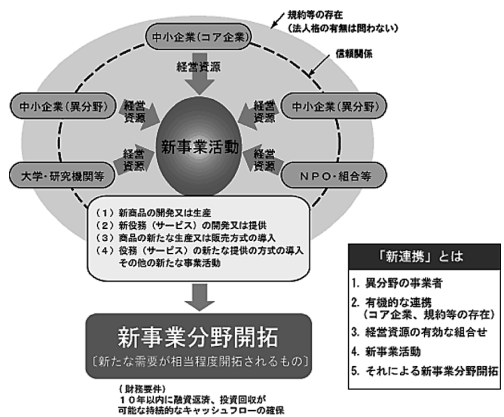 規約等の存在
(法人格の有無は問わない)
中小企業(コア企業)
信頼関係
経営資源
中小企業(異分野)
経営
資源
経営
資源
中小企業(異分野)
新事業活動
大学・研究機関等
経営
資源
経営
資源
NPO・組合等
(1)新商品の開発又は生産
(2)新役務(サービス)の開発又は提供
(3)商品の新たな生産又は販売方式の導入
(4)役務(サービス)の新たな提供の方式の導入
その他の新たな事業活動
新事業分野開拓
〔新たな需要が相当程度開拓されるもの〕
(財務要件)
10年以内に融資返済、投資回収が
可能な持続的なキャッシュフローの確保
「新連携」とは
1. 異分野の事業者
2. 有機的な連携
(コア企業、規約等の存在)
3. 経営資源の有効な組合せ
4. 新事業活動
5. それによる新事業分野開拓